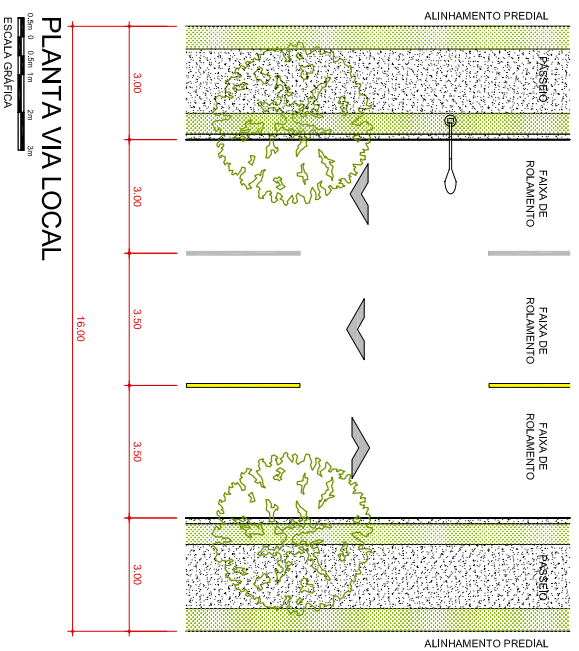 ALINHAMENTO PREDIAL
PASSEIO
FAIXA DE
ROLAMENTO
FAIXA DE
ROLAMENTO
FAIXA DE
ROLAMENTO
PASSEIO
ALINHAMENTO PREDIAL
3.00
3.00
3.50
3.50
3.00
16.00
PLANTA VIA LOCAL
0.5m 0 0.5m 1m 2m 3m
ESCALA GRÁFICA